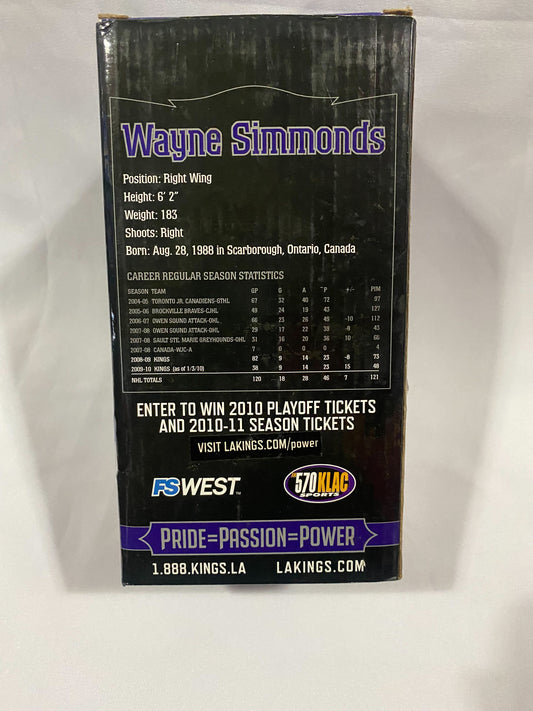 Wayne Simmonds
Position: Right Wing
Height: 6' 2"
Weight: 183
Shoots: Right
Born: Aug. 28, 1988 in Scarborough, Ontario, Canada
CAREER REGULAR SEASON STATISTICS
SEASON TEAM GP G A P +/- PIM
2004-05 TORONTO JR. CANADIENS-GTHL 67 32 40 72 97
2005-06 BROCKVILLE BRAVES-CJHL 49 24 19 43 127
2006-07 OWEN SOUND ATTACK-OHL 66 23 26 49 -10 112
2007-08 OWEN SOUND ATTACK-OHL 29 17 22 39 -8 43
2007-08 SAULT STE. MARIE GREYHOUNDS-OHL 31 16 20 36 10 66
2007-08 CANADA-WJC-A 7 0 0 0 4
2008-09 KINGS 82 9 14 23 -8 73
2009-10 KINGS (as of 1/3/10) 38 9 14 23 15 48
NHL TOTALS 120 18 28 46 7 121
ENTER TO WIN 2010 PLAYOFF TICKETS
AND 2010-11 SEASON TICKETS
VISIT LAKINGS.COM/power
FSWEST™
570KLAC
SPORTS
PRIDE=PASSION=POWER
1.888.KINGS.LA LAKINGS.COM